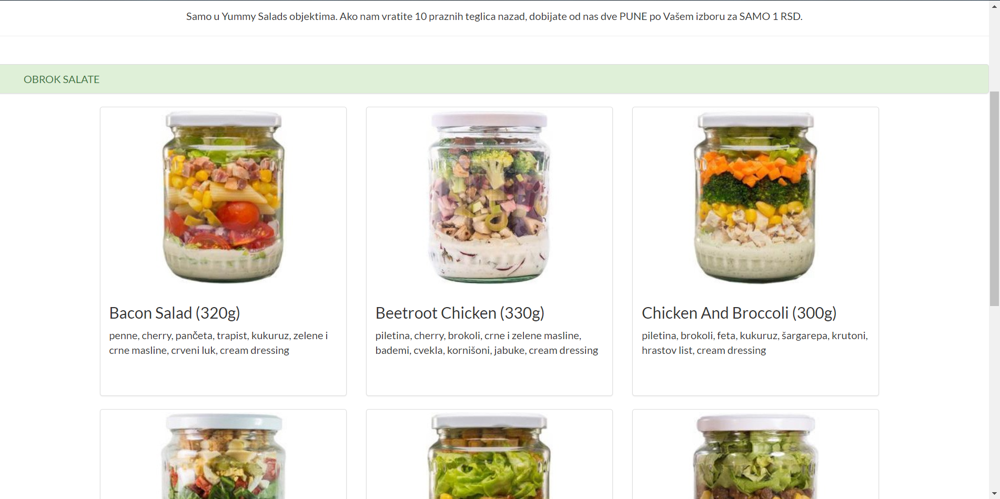 Samo u Yummy Salads objektima. Ako nam vratite 10 praznih teglica nazad, dobijate od nas dve PUNE po Vašem izboru za SAMO 1 RSD.
OBROK SALATE
Bacon Salad (320g)
penne, cherry, pančeta, trapist, kukuruz, zelene i
crne masline, crveni luk, cream dressing
Beetroot Chicken (330g)
piletina, cherry, brokoli, crne i zelene masline,
bademi, cvekla, kornišoni, jabuke, cream dressing
Chicken And Broccoli (300g)
piletina, brokoli, feta, kukuruz, šargarepa, krutoni,
hrastov list, cream dressing